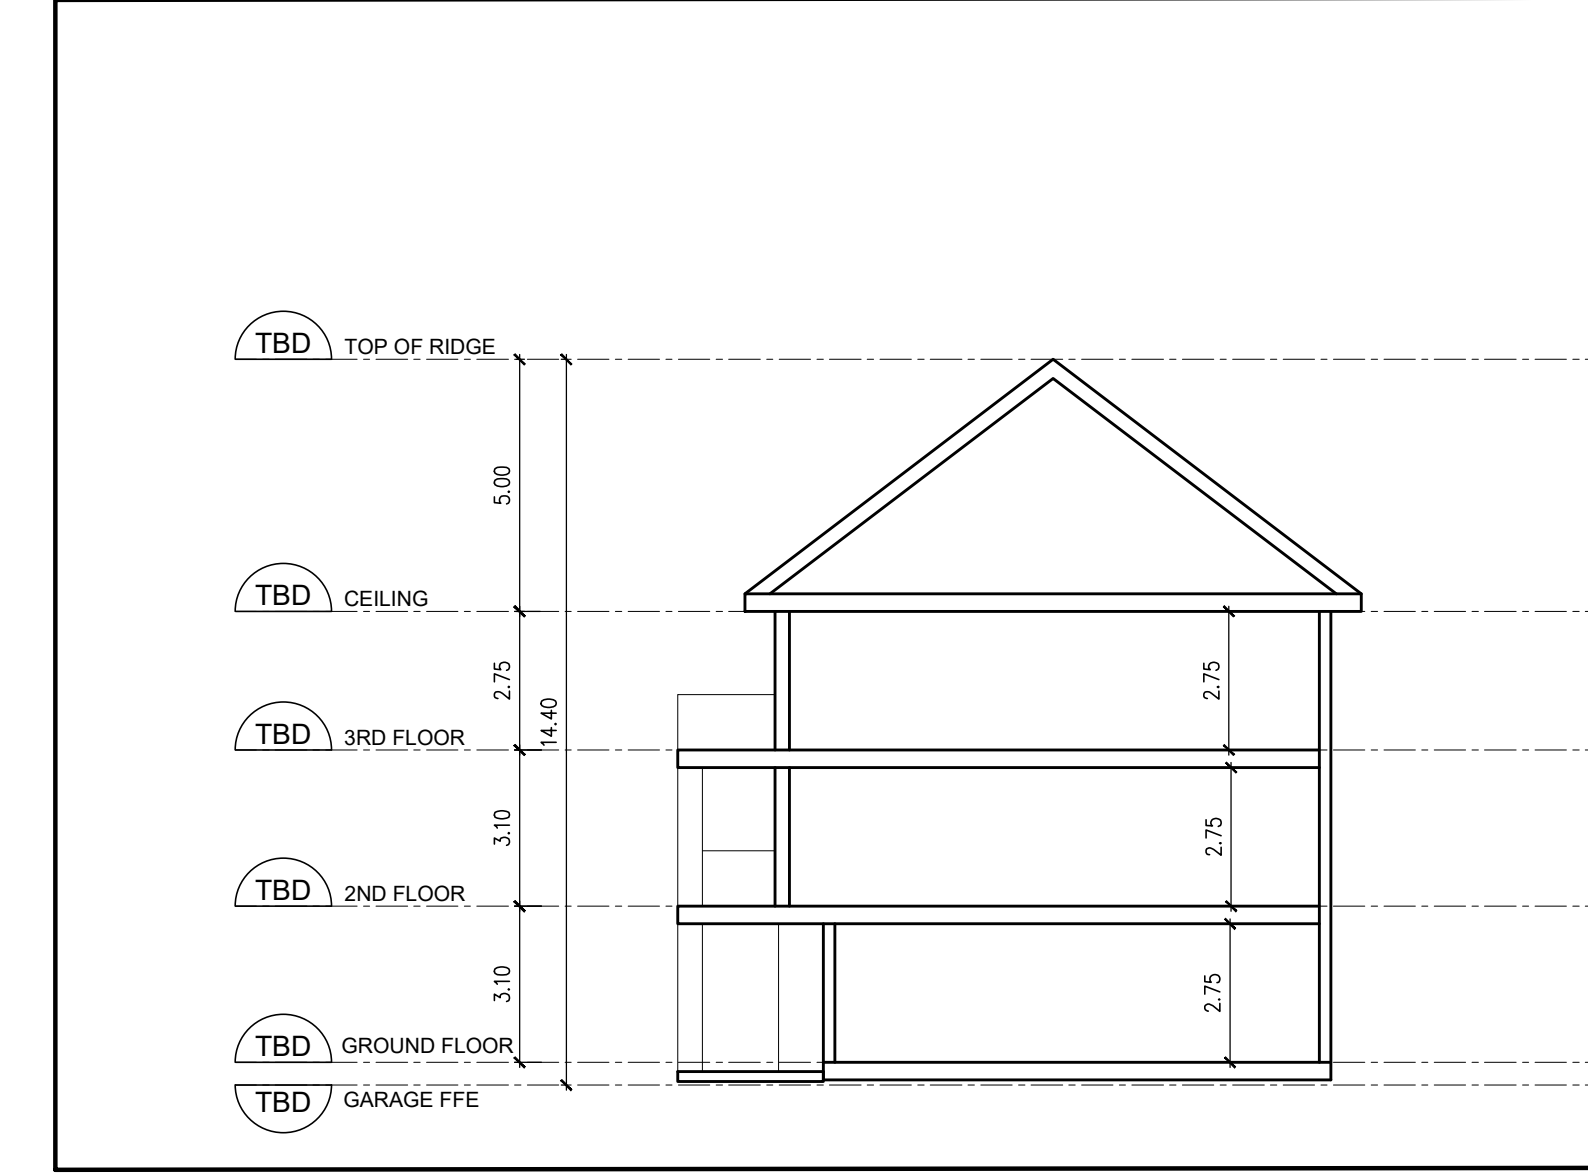 TBD TOP OF RIDGE
5.00
TBD CEILING
2.75
2.75
14.40
TBD 3RD FLOOR
3.10
2.75
TBD 2ND FLOOR
3.10
2.75
TBD GROUND FLOOR
TBD GARAGE FFE